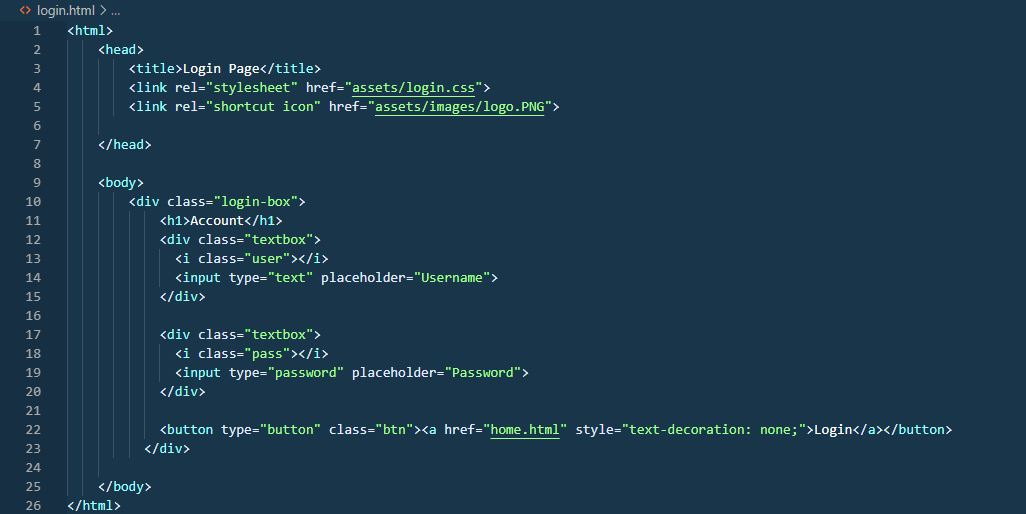 login.html > ...
1 <html>
2 <head>
3 <title>Login Page</title>
4 <link rel="stylesheet" href="assets/login.css">
5 <link rel="shortcut icon" href="assets/images/logo.PNG">
6
7 </head>
8
9 <body>
10 <div class="login-box">
11 <h1>Account</h1>
12 <div class="textbox">
13 <i class="user"></i>
14 <input type="text" placeholder="Username">
15 </div>
16
17 <div class="textbox">
18 <i class="pass"></i>
19 <input type="password" placeholder="Password">
20 </div>
21
22 <button type="button" class="btn"><a href="home.html" style="text-decoration: none;">Login</a></button>
23 </div>
24
25 </body>
26 </html>